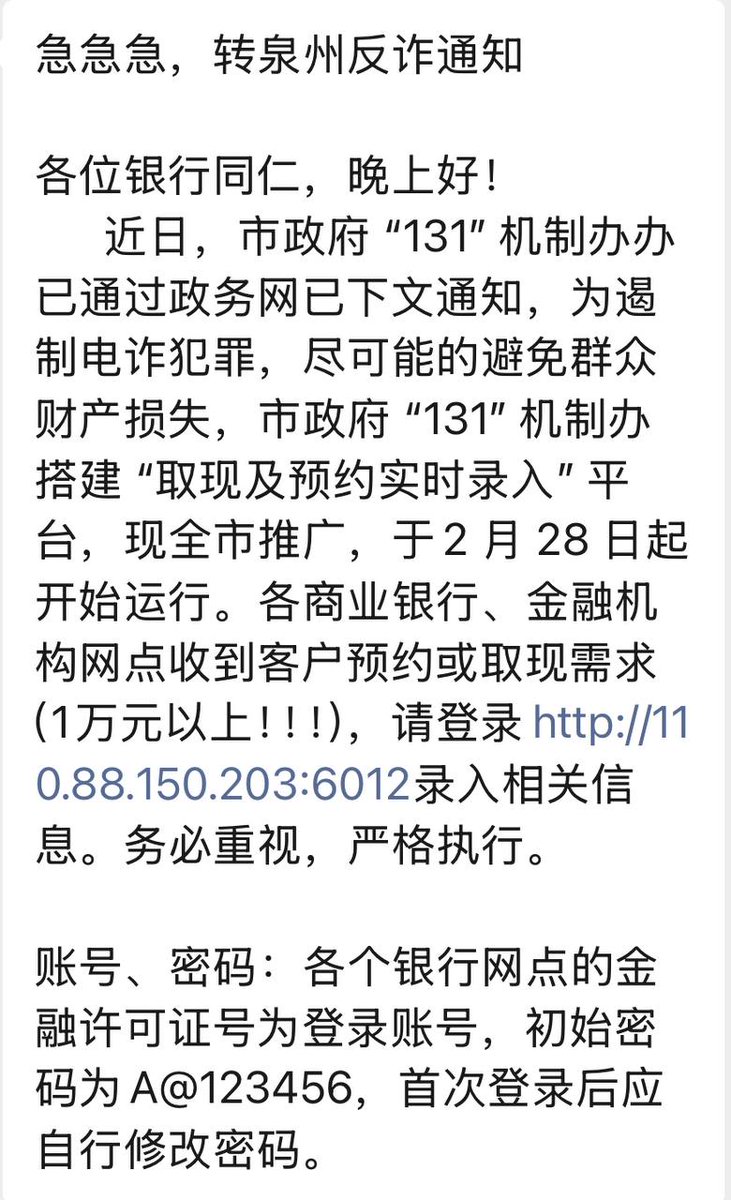 急急急，转泉州反诈通知
各位银行同仁，晚上好！
近日，市政府 “131” 机制办办
已通过政务网已下文通知，为遏
制电诈犯罪，尽可能的避免群众
财产损失，市政府 “131” 机制办
搭建 “取现及预约实时录入” 平
台，现全市推广，于2 月 28 日起
开始运行。各商业银行、金融机
构网点收到客户预约或取现需求
(1万元以上！！！)，请登录 http://11
0.88.150.203:6012录入相关信
息。务必重视，严格执行。
账号、密码：各个银行网点的金
融许可证号为登录账号，初始密
码为 A@123456，首次登录后应
自行修改密码。